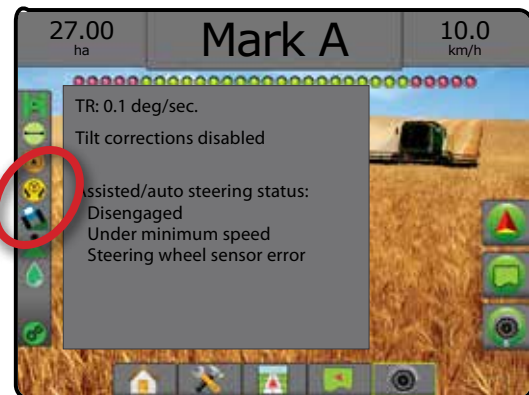 27.00
ha
Mark A
10.0
km/h
TR: 0.1 deg/sec.
Tilt corrections disabled
Assisted/auto steering status:
Disengaged
Under minimum speed
Steering wheel sensor error